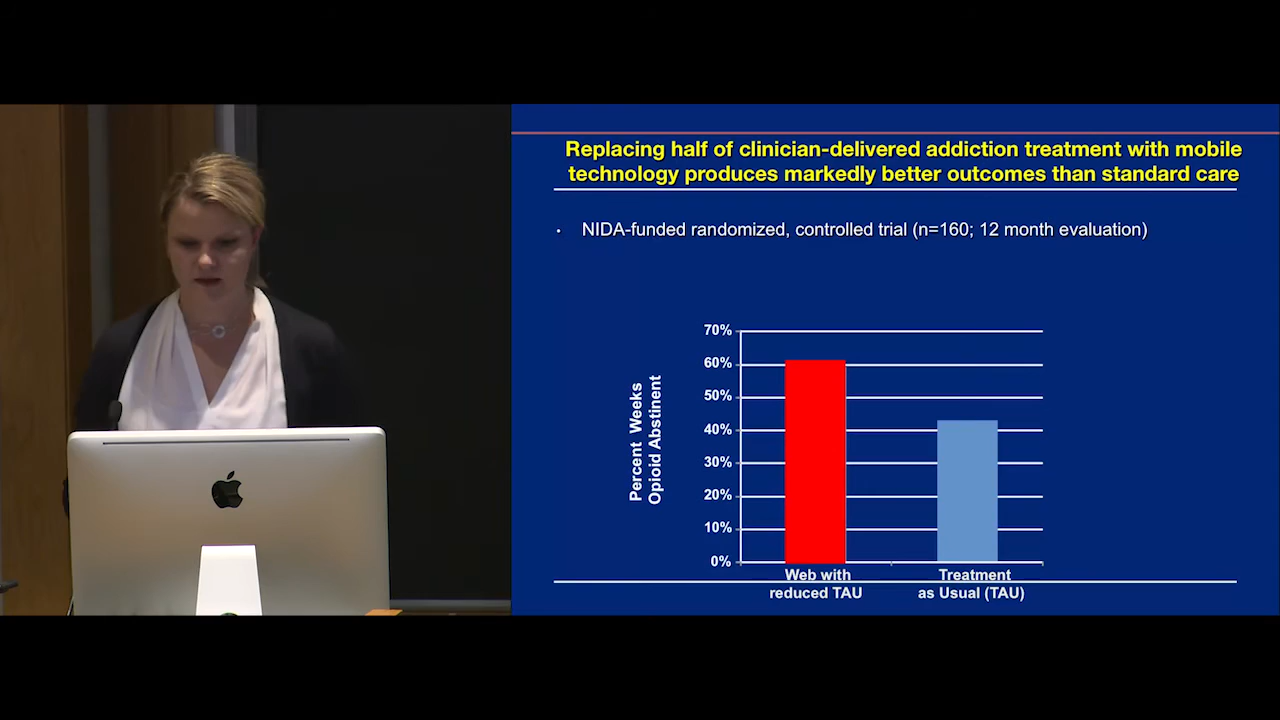 Replacing half of clinician-delivered addiction treatment with mobile
technology produces markedly better outcomes than standard care
· NIDA-funded randomized, controlled trial (n=160; 12 month evaluation)
Percent Weeks
Opioid Abstinent
70%
60%
50%
40%
30%
20%
10%
0%
Web with
reduced TAU
Treatment
as Usual (TAU)